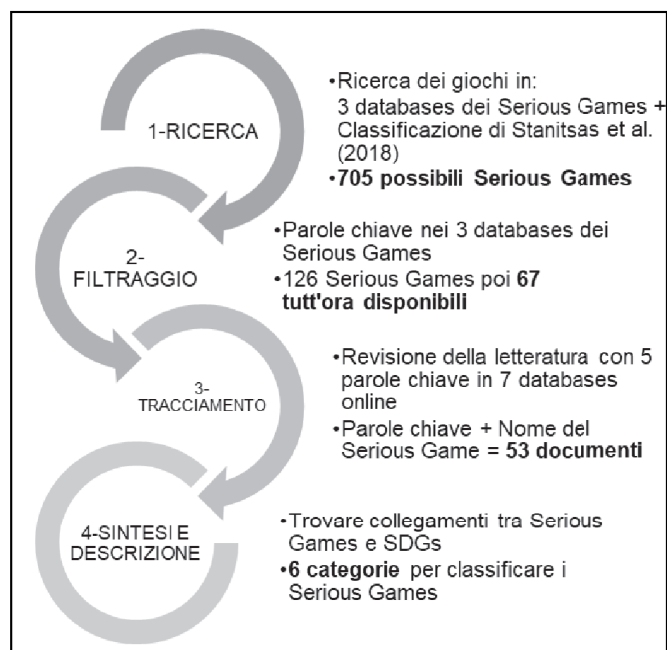 1-RICERCA
•Ricerca dei giochi in:
3 databases dei Serious Games +
Classificazione di Stanitsas et al.
(2018)
•705 possibili Serious Games
2-
FILTRAGGIO
•Parole chiave nei 3 databases dei
Serious Games
•126 Serious Games poi 67
tutt'ora disponibili
3-
TRACCIAMENTO
•Revisione della letteratura con 5
parole chiave in 7 databases
online
•Parole chiave + Nome del
Serious Game = 53 documenti
4-SINTESI E
DESCRIZIONE
•Trovare collegamenti tra Serious
Games e SDGs
•6 categorie per classificare i
Serious Games